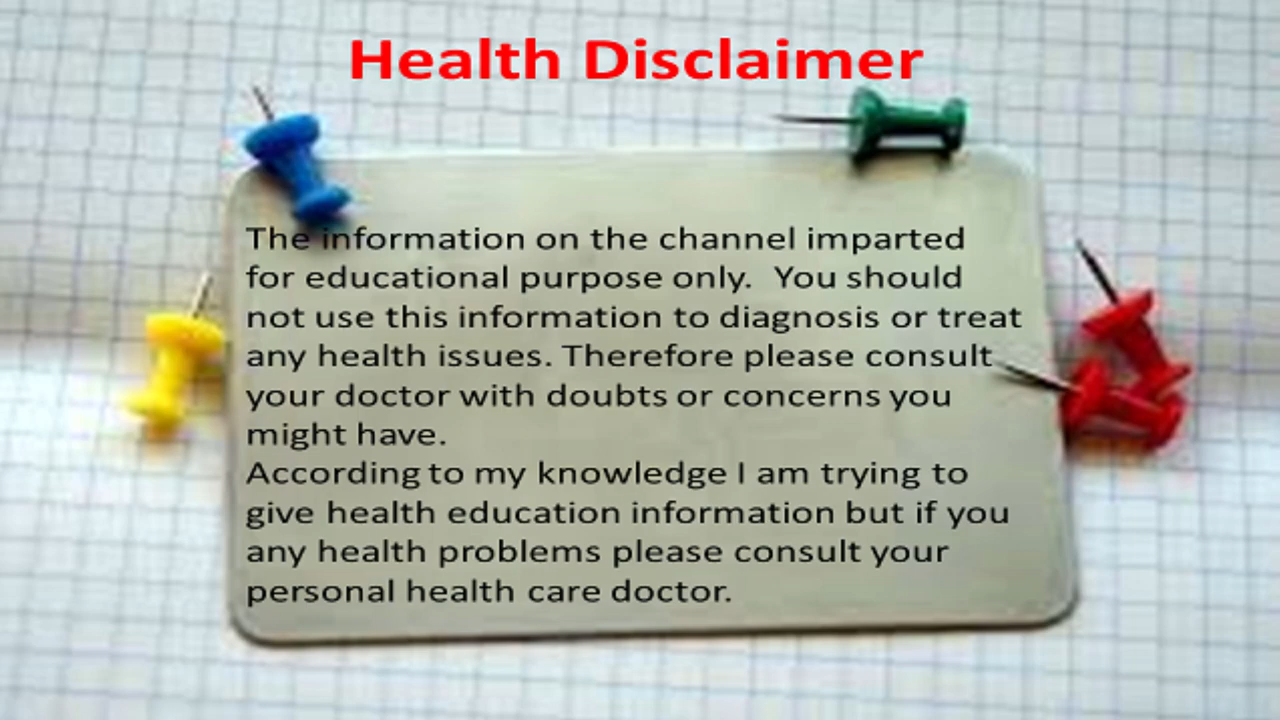 Health Disclaimer
The information on the channel imparted
for educational purpose only.  You should
not use this information to diagnosis or treat
any health issues. Therefore please consult
your doctor with doubts or concerns you
might have.
According to my knowledge I am trying to
give health education information but if you
any health problems please consult your
personal health care doctor.